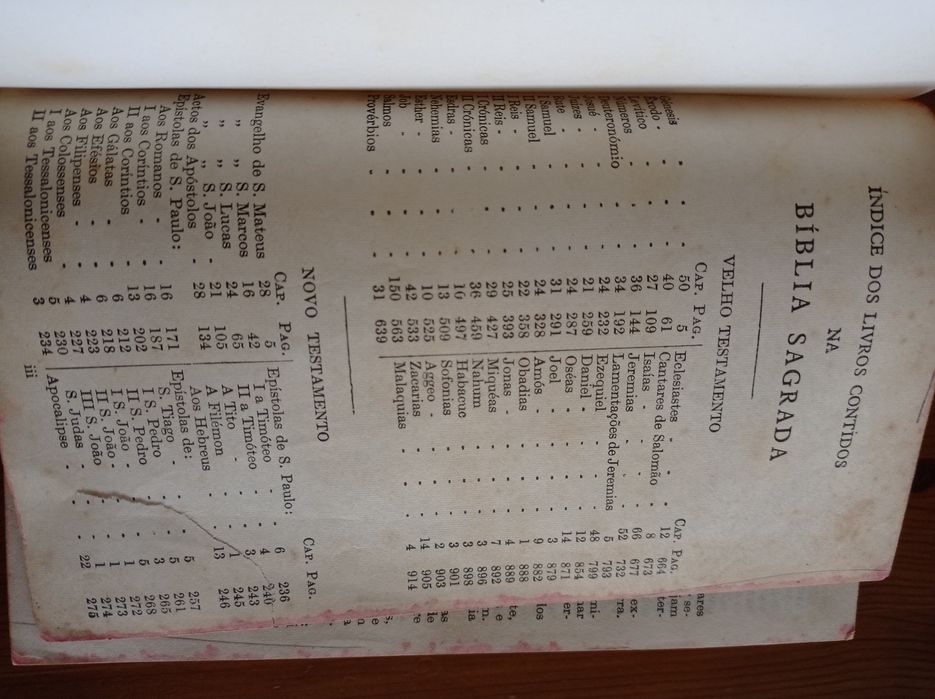 ÍNDICE DOS LIVROS CONTIDOS
NA
BÍBLIA SAGRADA
VELHO TESTAMENTO
CAP. PAG.
Génesis - 50 5
Êxodo - 40 61
Levítico 27 109
Números 36 144
Deuteronómio 34 192
Josué - 24 232
Juízes - 21 259
Rute - 4 287
I Samuel 31 291
II Samuel 24 328
I Reis - 22 358
II Reis - 25 393
I Crónicas 29 427
II Crónicas 36 459
Esdras - 10 497
Nehemias 13 509
Esther - 10 525
Job - 42 533
Salmos 150 563
Provérbios 31 639
CAP. PAG.
Eclesiastes - 12 664
Cantares de Salomão 8 673
Isaías 66 677
Jeremias 52 732
Lamentações de Jeremias 5 793
Ezequiel 48 799
Daniel - 12 854
Oséas - 14 871
Joel 3 879
Amós - 9 882
Obadias 1 888
Jonas - 4 889
Miquéas 7 892
Nahum 3 896
Habacuc 3 898
Sofonias 3 901
Aggeo - 2 903
Zacarias 14 905
Malaquias 4 914
NOVO TESTAMENTO
CAP. PAG.
Evangelho de S. Mateus 28 5
„ „ S. Marcos 16 42
„ „ S. Lucas 24 65
„ „ S. João - 21 105
Actos dos Apóstolos - 28 134
Epístolas de S. Paulo:
Aos Romanos - 16 171
I aos Coríntios - 16 187
II aos Coríntios 13 202
Aos Gálatas - 6 212
Aos Efésios - 6 218
Aos Filipenses - 4 223
Aos Colossenses - 4 227
I aos Tessalonicenses 5 230
II aos Tessalonicenses 3 234
CAP. PAG.
Epístolas de S. Paulo:
I a Timóteo - 6 236
II a Timóteo 4 240
A Tito - 3 243
A Filémon 1 245
Aos Hebreus 13 246
Epístolas de:
S. Tiago - 5 257
I S. Pedro 5 261
II S. Pedro 3 265
I S. João - 5 268
II S. João - 1 272
III S. João 1 273
S. Judas - 1 274
Apocalipse - 22 275
iii